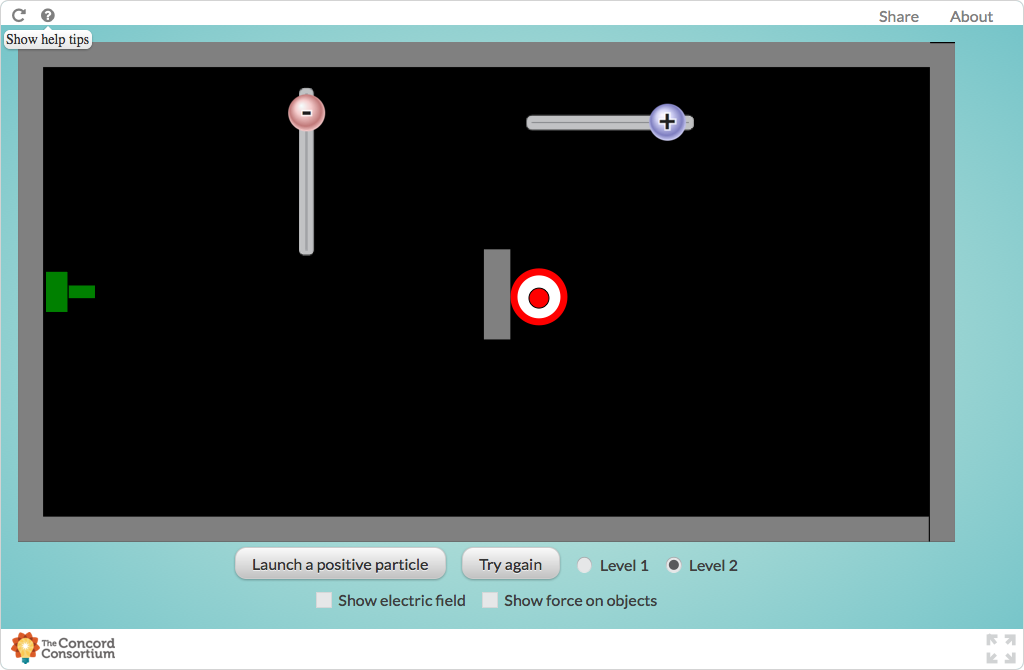 Share About
Show help tips
-
+
Launch a positive particle Try again Level 1 Level 2
Show electric field Show force on objects
The Concord
Consortium